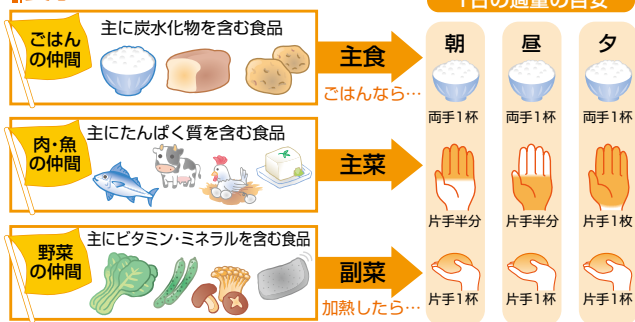 1日の適量の目安
ごはん
の仲間
主に炭水化物を含む食品
主食
ごはんなら…
肉・魚
の仲間
主にたんぱく質を含む食品
主菜
野菜
の仲間
主にビタミン・ミネラルを含む食品
副菜
加熱したら…
朝 昼 夕
両手1杯 両手1杯 両手1杯
片手半分 片手半分 片手1枚
片手1杯 片手1杯 片手1杯